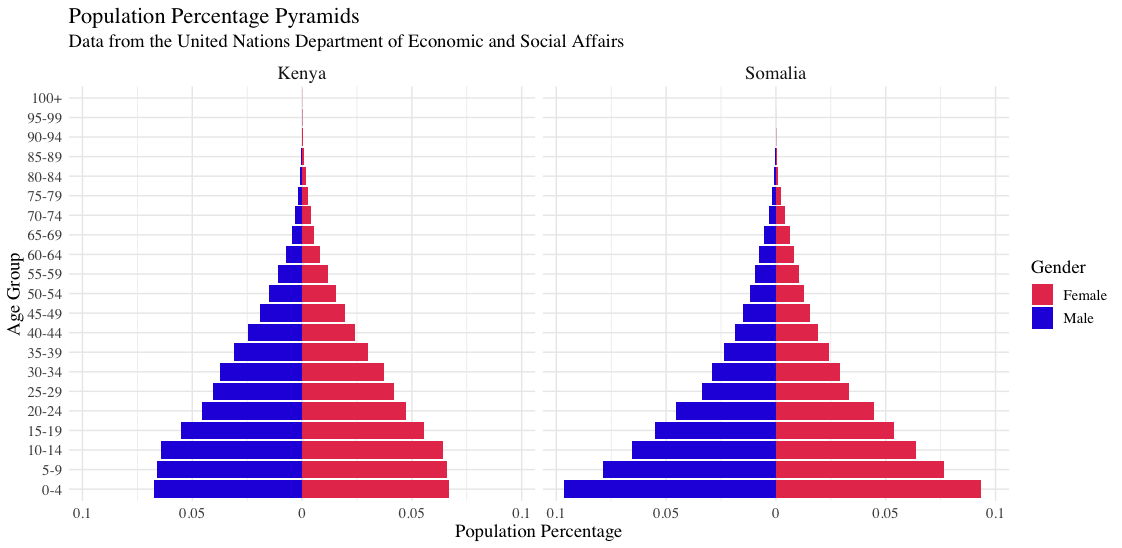 Population Percentage Pyramids
Data from the United Nations Department of Economic and Social Affairs
Kenya
Somalia
Age Group
100+
95-99
90-94
85-89
80-84
75-79
70-74
65-69
60-64
55-59
50-54
45-49
40-44
35-39
30-34
25-29
20-24
15-19
10-14
5-9
0-4
0.1 0.05 0 0.05 0.1
0.1 0.05 0 0.05 0.1
Population Percentage
Gender
Female
Male